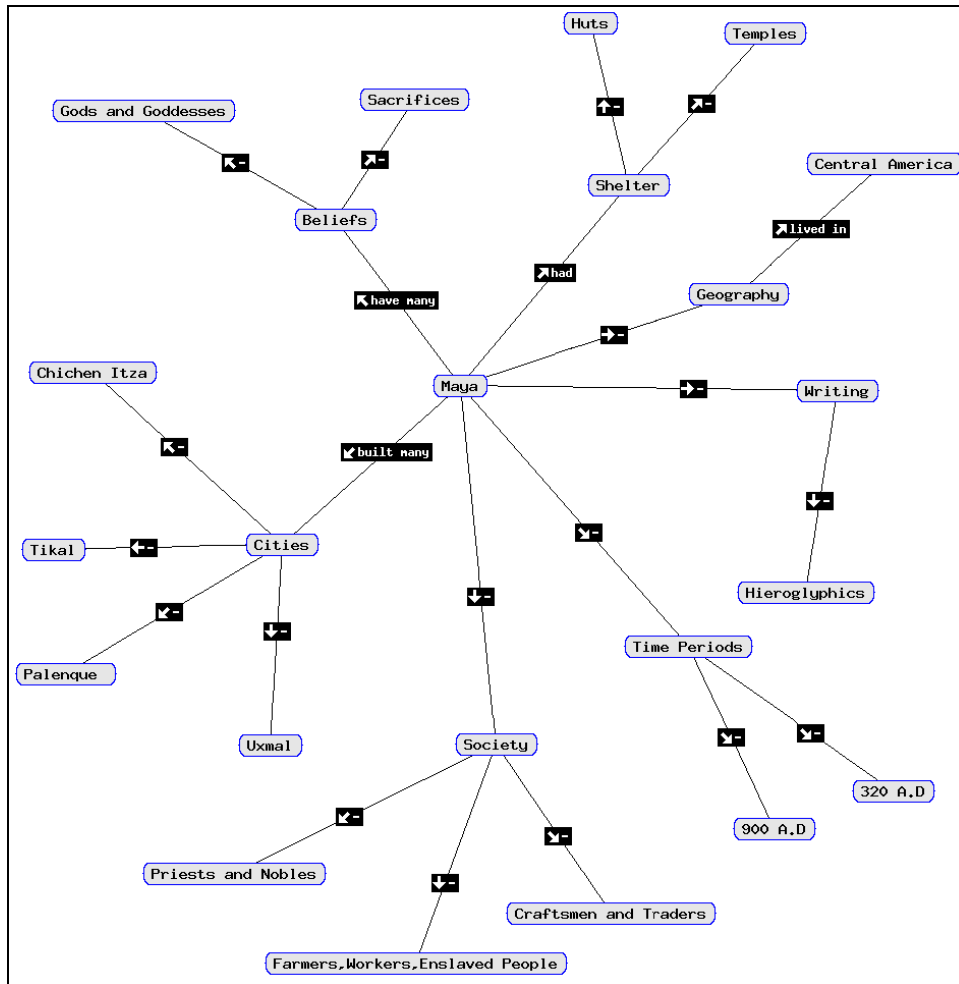 Huts
Temples
Gods and Goddesses
Sacrifices
Central America
Shelter
Beliefs
lived in
had
Geography
have many
Chichen Itza
Maya
Writing
built many
Tikal
Cities
Hieroglyphics
Time Periods
Palenque
Uxmal
Society
320 A.D
900 A.D
Priests and Nobles
Craftsmen and Traders
Farmers,Workers,Enslaved People